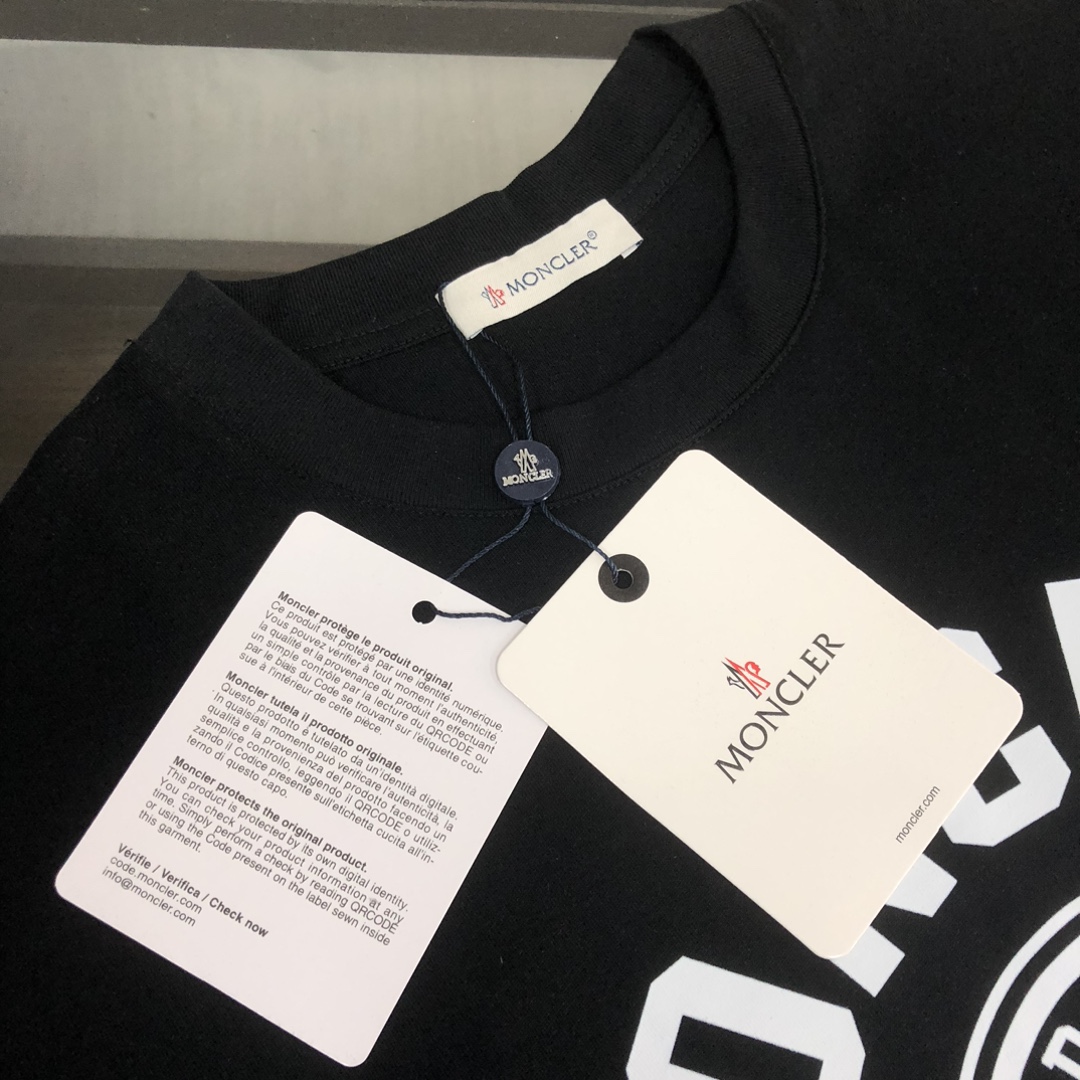 MONCLER®
MONCLER
Moncler protège le produit original.
Ce produit est protégé par une identité numérique.
Vous pouvez vérifier à tout moment l'authenticité,
la qualité et la provenance du produit en effectuant
un simple contrôle par la lecture du QRCODE ou
par le biais du Code se trouvant sur l'étiquette cou-
sue à l'intérieur de cette pièce.
Moncler tutela il prodotto originale.
Questo prodotto è tutelato da un'identità digitale.
In qualsiasi momento può verificare l'autenticità, la
qualità e la provenienza del prodotto facendo un
semplice controllo, leggendo il QRCODE o utiliz-
zando il Codice presente sull'etichetta cucita all'in-
terno di questo capo.
Moncler protects the original product.
This product is protected by its own digital identity.
You can check your product information at any
time. Simply perform a check by reading QRCODE
or using the Code present on the label sewn inside
this garment.
Vérifie / Verifica / Check now
code.moncler.com
info@moncler.com
MONCLER
moncler.com